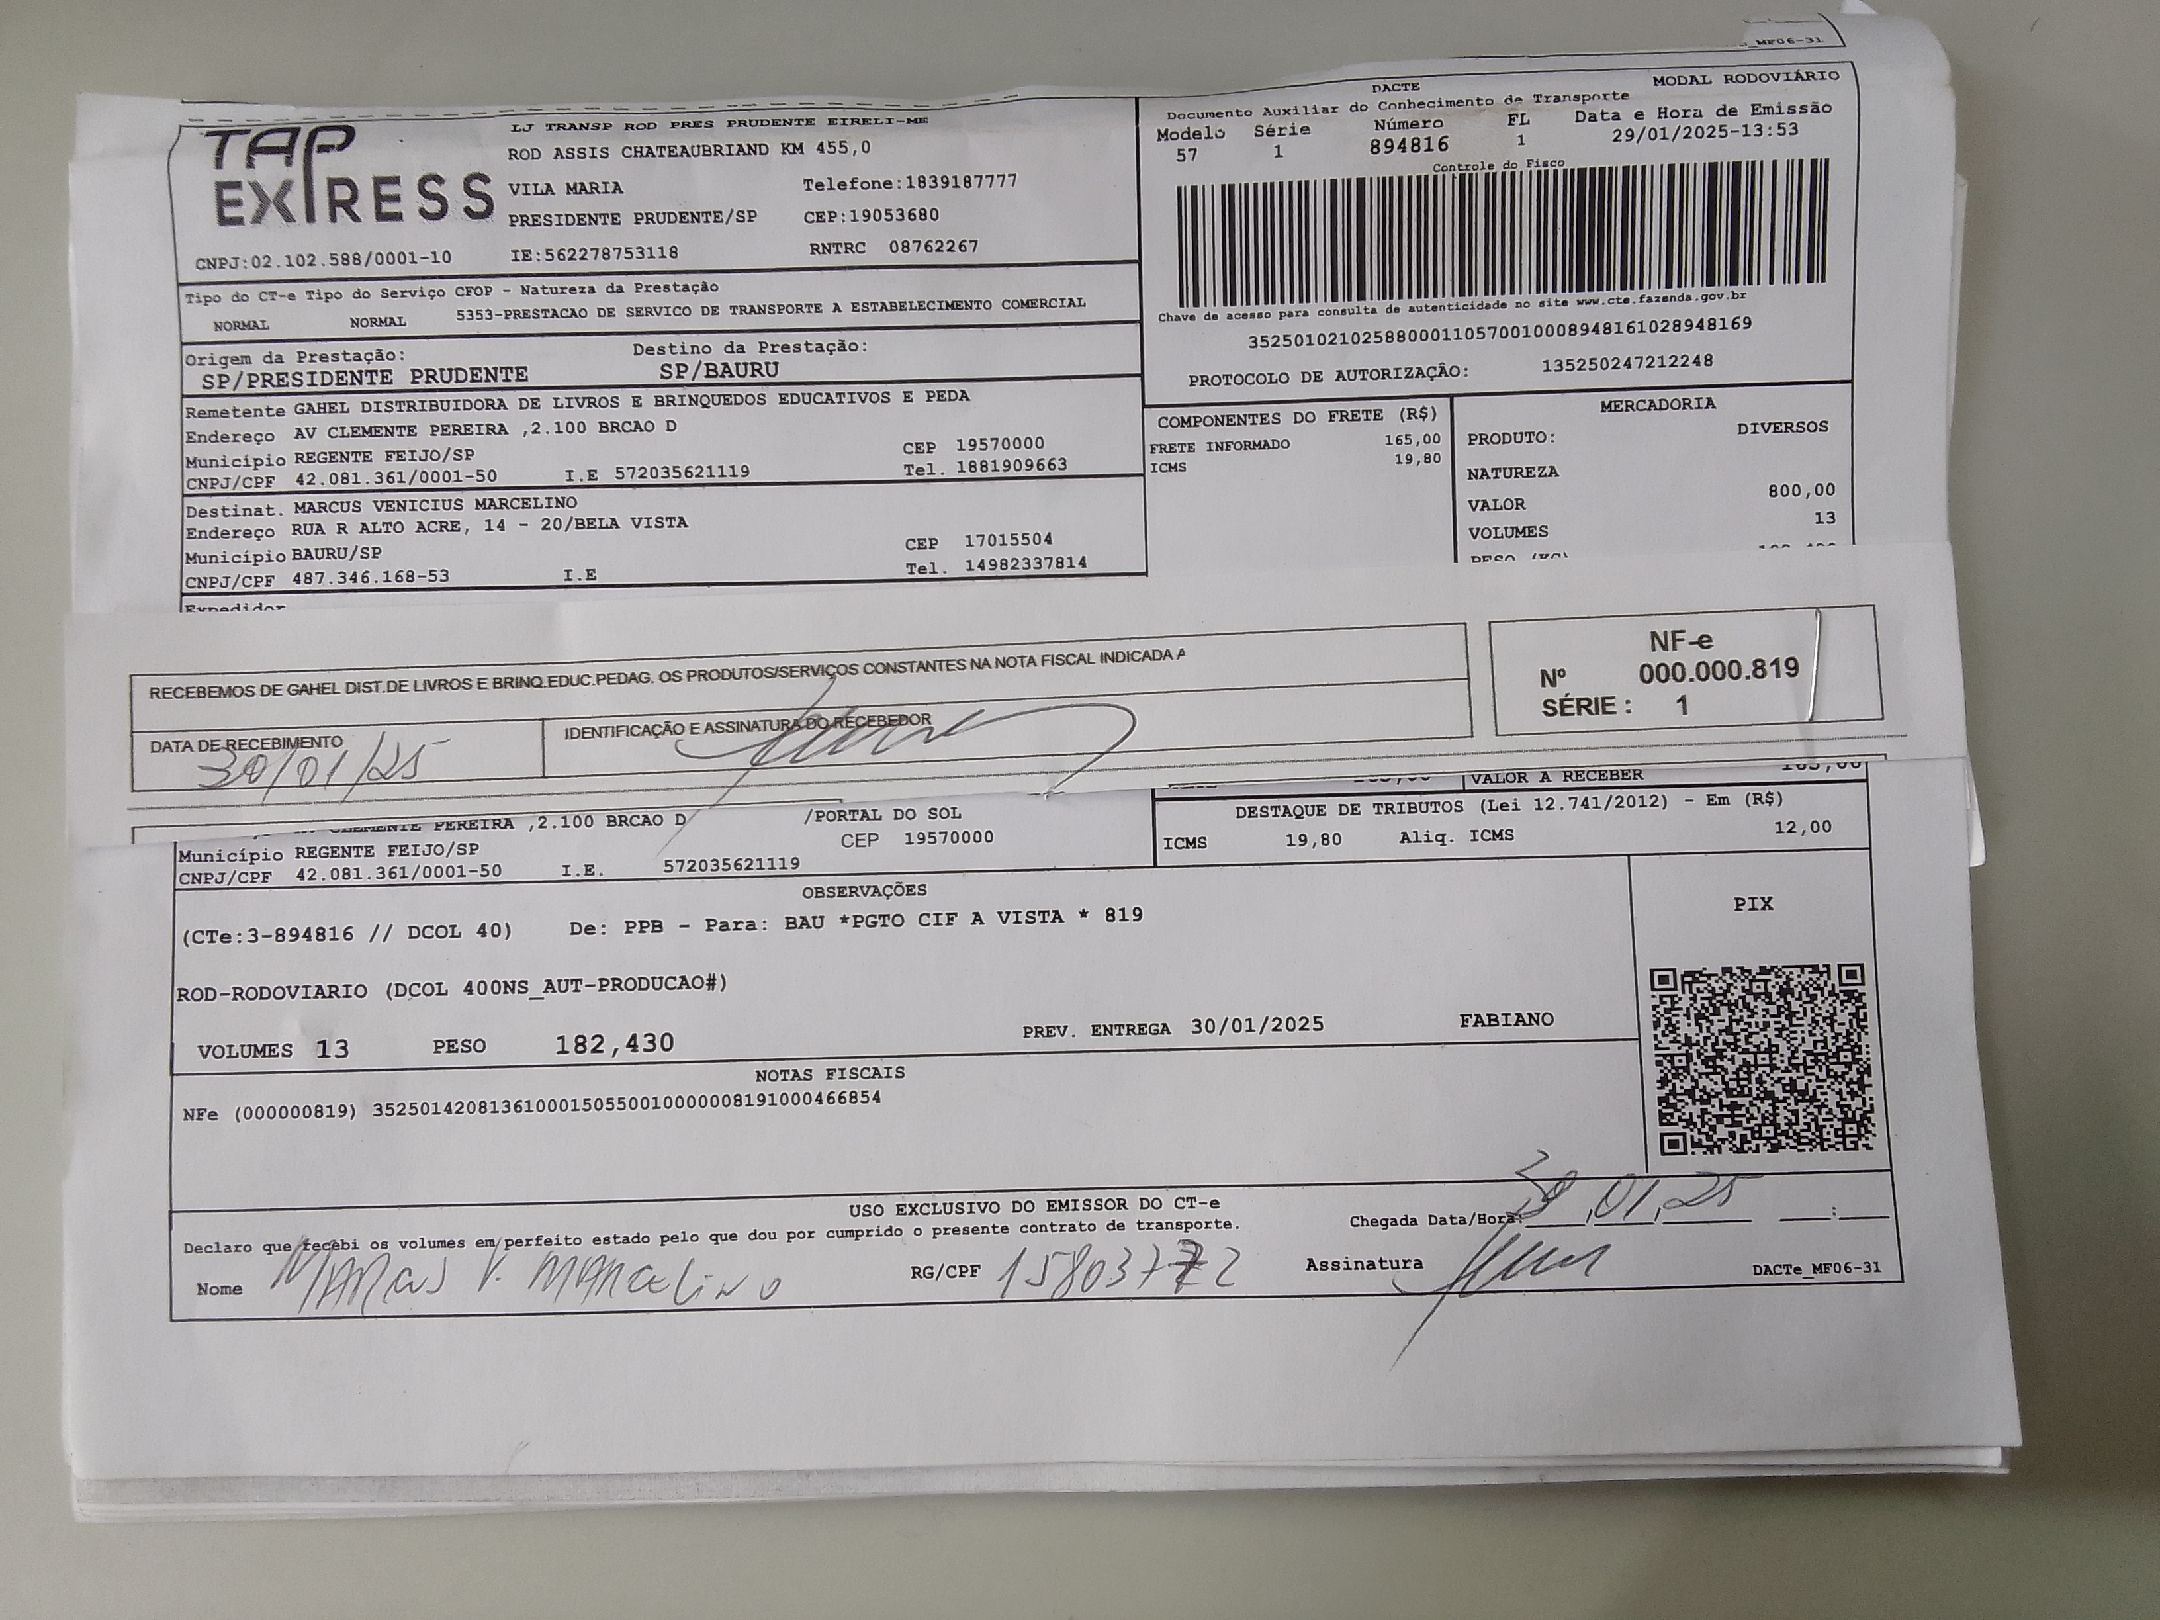 _MF06-31
TAP EXPRESS
LJ TRANSP ROD PRES PRUDENTE EIRELI-ME
ROD ASSIS CHATEAUBRIAND KM 455,0
VILA MARIA Telefone:1839187777
PRESIDENTE PRUDENTE/SP CEP:19053680
CNPJ:02.102.588/0001-10 IE:562278753118 RNTRC 08762267
DACTE MODAL RODOVIÁRIO
Documento Auxiliar do Conhecimento de Transporte
Modelo Série Número FL Data e Hora de Emissão
57 1 894816 1 29/01/2025-13:53
Controle do Fisco
Chave de acesso para consulta de autenticidade no site www.cte.fazenda.gov.br
35250102102588000110570010008948161028948169
PROTOCOLO DE AUTORIZAÇÃO: 135250247212248
Tipo do CT-e Tipo do Serviço CFOP - Natureza da Prestação
NORMAL NORMAL 5353-PRESTACAO DE SERVICO DE TRANSPORTE A ESTABELECIMENTO COMERCIAL
Origem da Prestação: Destino da Prestação:
SP/PRESIDENTE PRUDENTE SP/BAURU
Remetente GAHEL DISTRIBUIDORA DE LIVROS E BRINQUEDOS EDUCATIVOS E PEDA
Endereço AV CLEMENTE PEREIRA ,2.100 BRCAO D
Município REGENTE FEIJO/SP CEP 19570000
CNPJ/CPF 42.081.361/0001-50 I.E 572035621119 Tel. 1881909663
Destinat. MARCUS VENICIUS MARCELINO
Endereço RUA R ALTO ACRE, 14 - 20/BELA VISTA
Município BAURU/SP CEP 17015504
CNPJ/CPF 487.346.168-53 I.E Tel. 14982337814
Expedidor
COMPONENTES DO FRETE (R$)
FRETE INFORMADO 165,00
ICMS 19,80
MERCADORIA
PRODUTO: DIVERSOS
NATUREZA
VALOR 800,00
VOLUMES 13
PESO (KG)
RECEBEMOS DE GAHEL DIST.DE LIVROS E BRINQ.EDUC.PEDAG. OS PRODUTOS/SERVIÇOS CONSTANTES NA NOTA FISCAL INDICADA A
DATA DE RECEBIMENTO IDENTIFICAÇÃO E ASSINATURA DO RECEBEDOR
30/01/25
NF-e
Nº 000.000.819
SÉRIE : 1
VALOR A RECEBER 165,00
AV CLEMENTE PEREIRA ,2.100 BRCAO D /PORTAL DO SOL
Município REGENTE FEIJO/SP CEP 19570000
CNPJ/CPF 42.081.361/0001-50 I.E. 572035621119
DESTAQUE DE TRIBUTOS (Lei 12.741/2012) - Em (R$)
ICMS 19,80 Aliq. ICMS 12,00
OBSERVAÇÕES
(CTe:3-894816 // DCOL 40) De: PPB - Para: BAU *PGTO CIF A VISTA * 819
ROD-RODOVIARIO (DCOL 400NS_AUT-PRODUCAO#)
VOLUMES 13 PESO 182,430 PREV. ENTREGA 30/01/2025 FABIANO
PIX
NOTAS FISCAIS
NFe (000000819) 35250142081361000150550010000008191000466854
USO EXCLUSIVO DO EMISSOR DO CT-e
Declaro que recebi os volumes em perfeito estado pelo que dou por cumprido o presente contrato de transporte. Chegada Data/Hora: 30,01,25 :
Nome Marcus V. Marcelino RG/CPF 15803772 Assinatura
DACTe_MF06-31